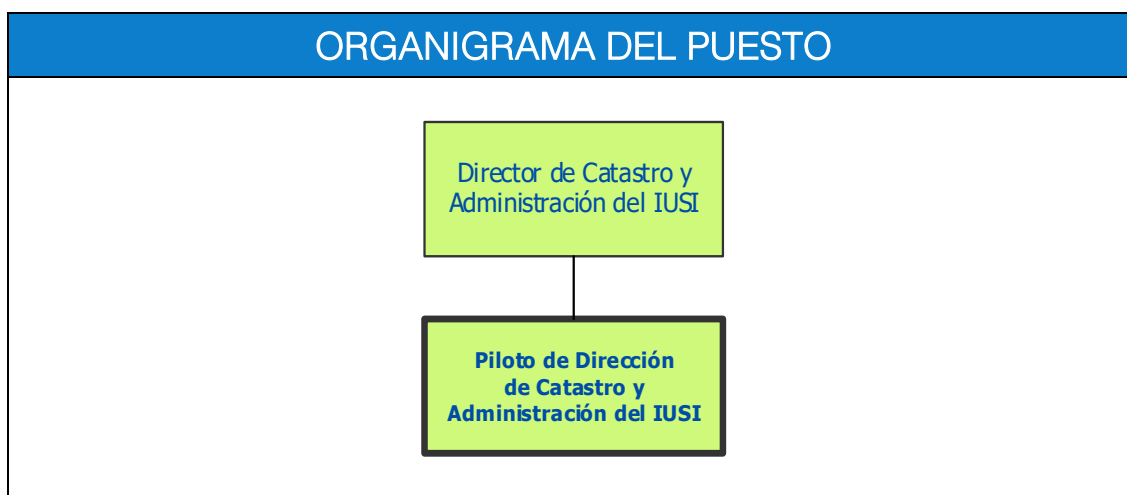 ORGANIGRAMA DEL PUESTO
Director de Catastro y
Administración del IUSI
Piloto de Dirección
de Catastro y
Administración del IUSI